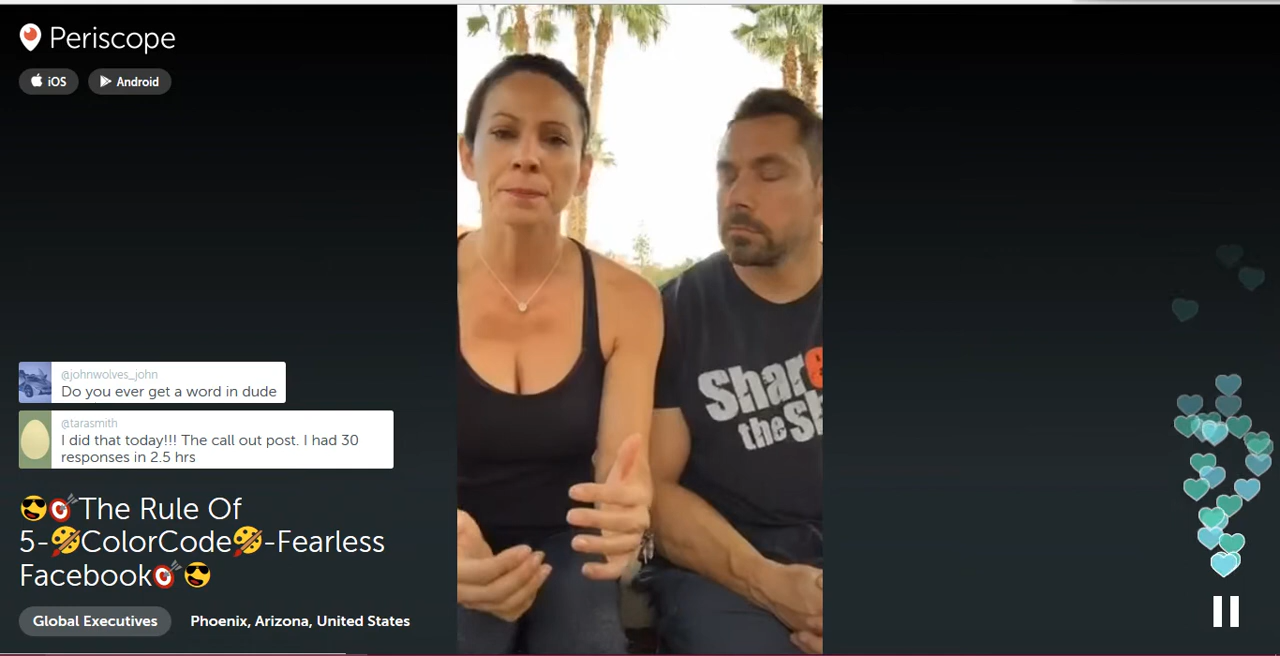 Periscope
iOS
Android
@johnwolves_john
Do you ever get a word in dude
@tarasmith
I did that today!!! The call out post. I had 30
responses in 2.5 hrs
😎🎯The Rule Of
5-🎨ColorCode🎨-Fearless
Facebook🎯😎
Global Executives
Phoenix, Arizona, United States
Share
the